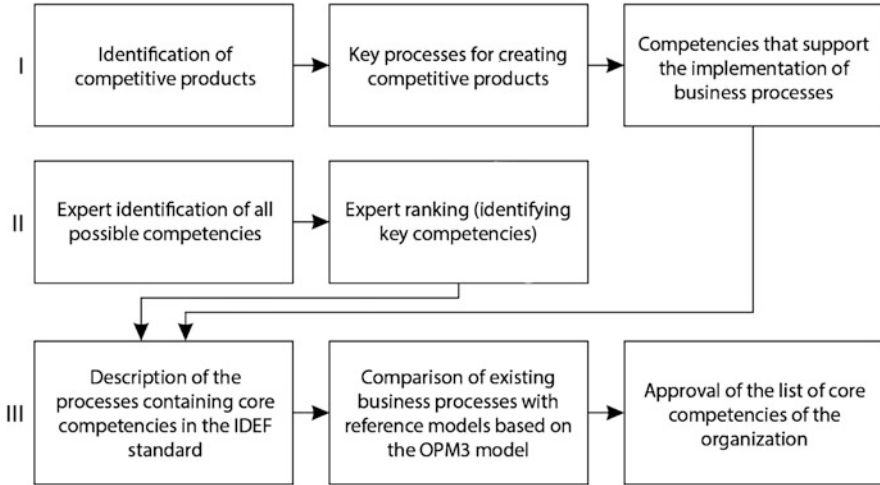 I
Identification of
competitive products
Key processes for creating
competitive products
Competencies that support
the implementation of
business processes
II
Expert identification of all
possible competencies
Expert ranking (identifying
key competencies)
III
Description of the
processes containing core
competencies in the IDEF
standard
Comparison of existing
business processes with
reference models based on
the OPM3 model
Approval of the list of core
competencies of the
organization